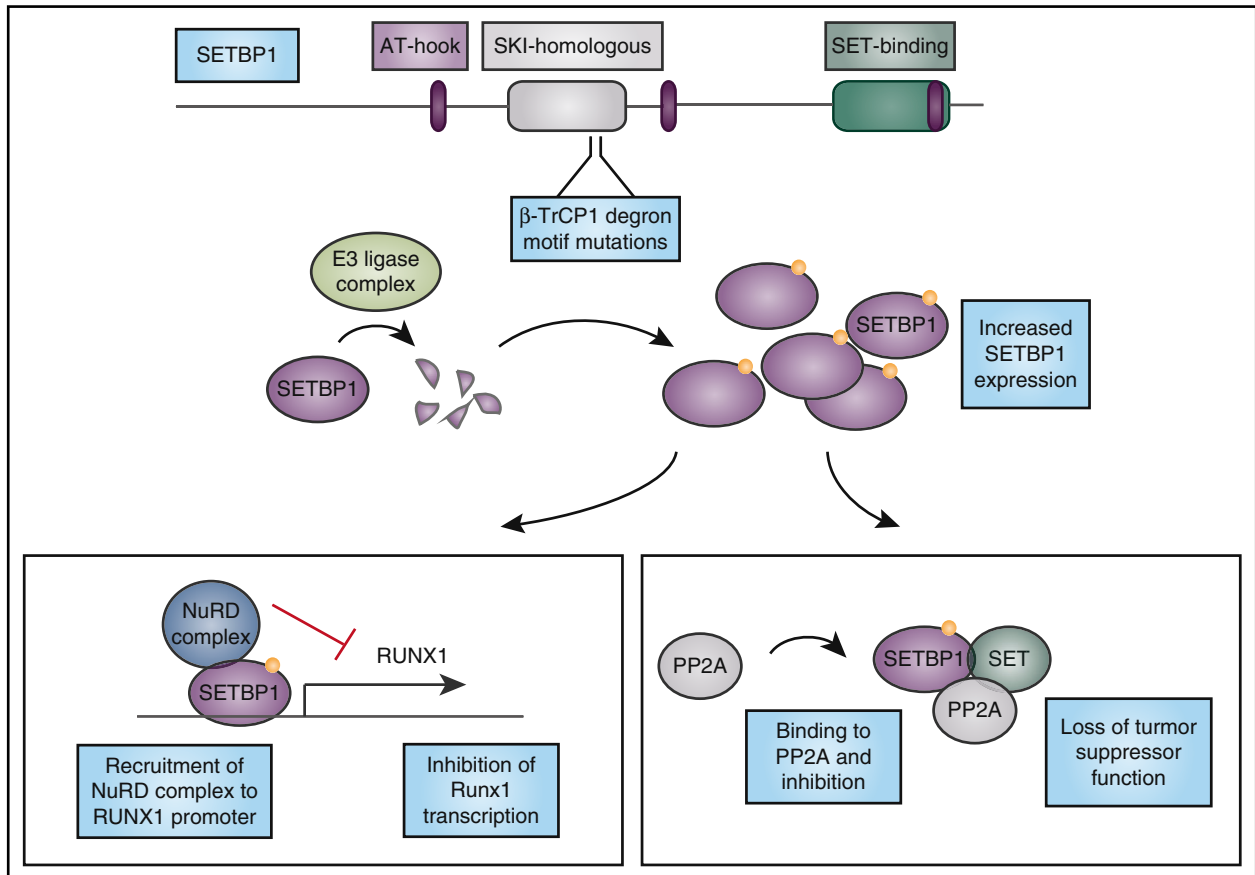 SETBP1
AT-hook
SKI-homologous
SET-binding
β-TrCP1 degron
motif mutations
E3 ligase
complex
SETBP1
SETBP1
Increased
SETBP1
expression
NuRD
complex
SETBP1
RUNX1
Recruitment of
NuRD complex to
RUNX1 promoter
Inhibition of
Runx1
transcription
PP2A
SETBP1
SET
PP2A
Binding to
PP2A and
inhibition
Loss of turmor
suppressor
function